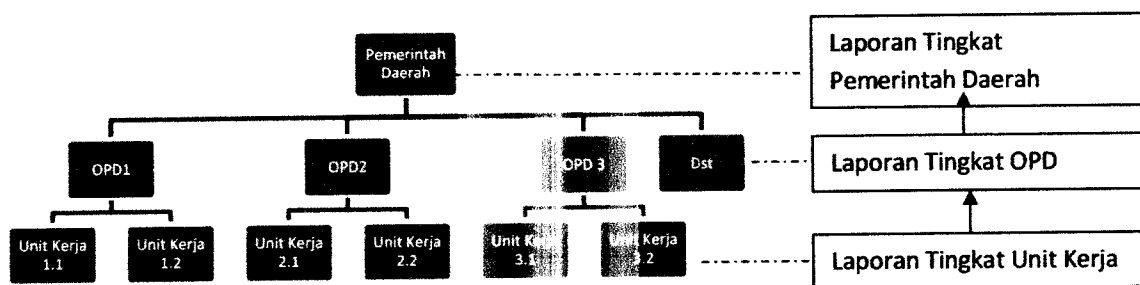 Pemerintah
Daerah
Laporan Tingkat
Pemerintah Daerah
OPD1
OPD2
OPD 3
Dst
Laporan Tingkat OPD
Unit Kerja
1.1
Unit Kerja
1.2
Unit Kerja
2.1
Unit Kerja
2.2
Unit
3.1
Kerja
Laporan Tingkat Unit Kerja